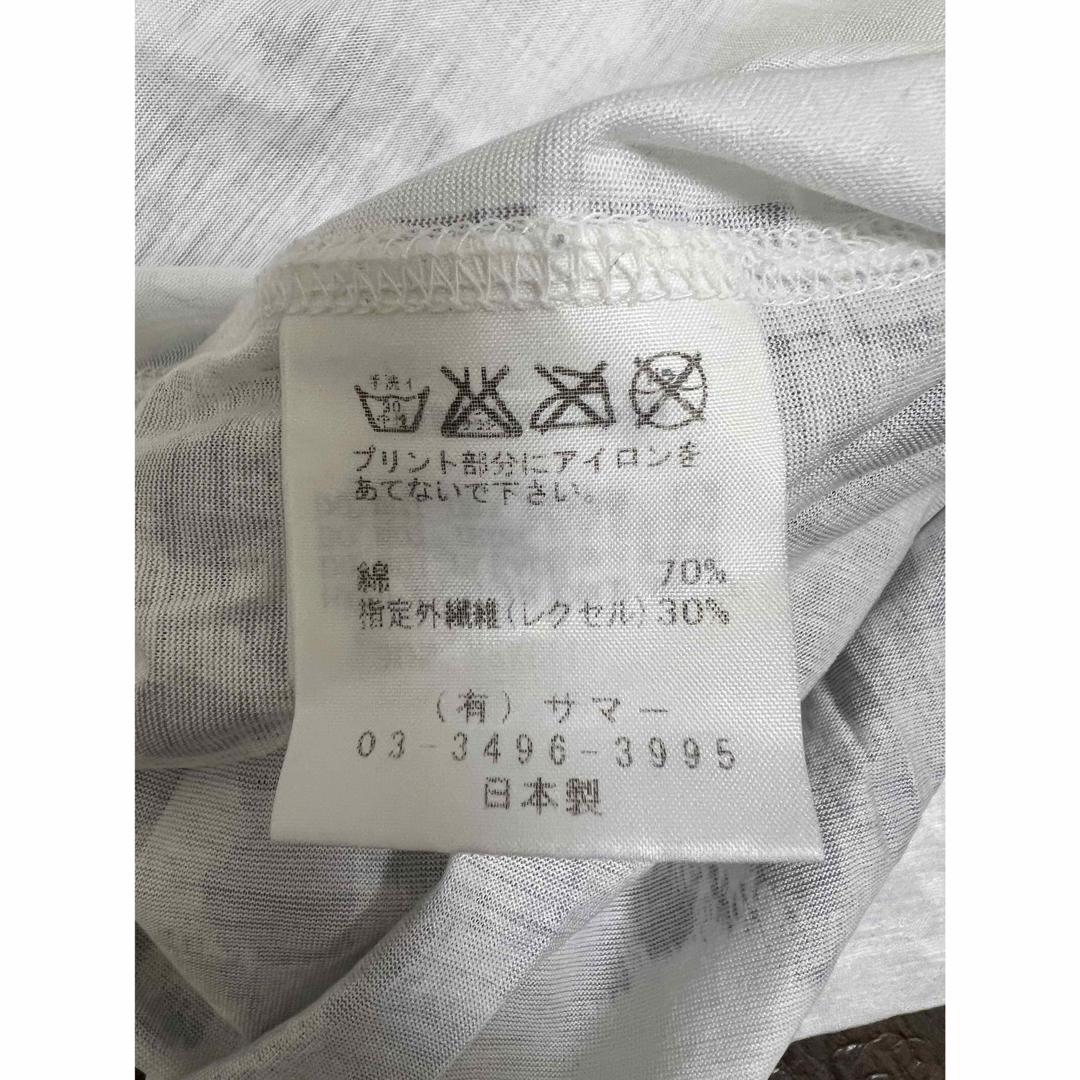 手洗イ
30
中性
プリント部分にアイロンを
あてないで下さい。
綿 70%
指定外繊維(レクセル) 30%
(有)サマー
03-3496-3995
日本製